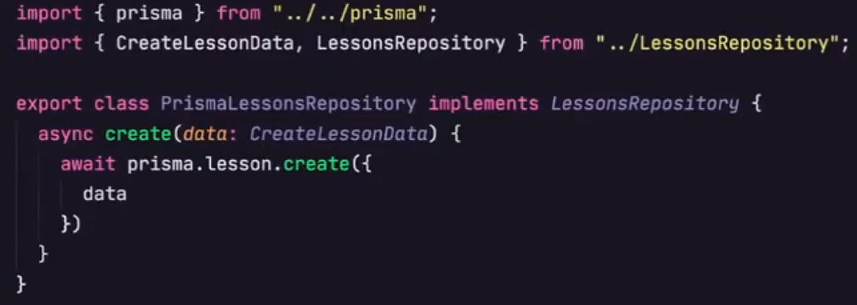 import { prisma } from "../../prisma";
import { CreateLessonData, LessonsRepository } from "../LessonsRepository";
export class PrismaLessonsRepository implements LessonsRepository {
async create(data: CreateLessonData) {
await prisma.lesson.create({
data
})
}
}